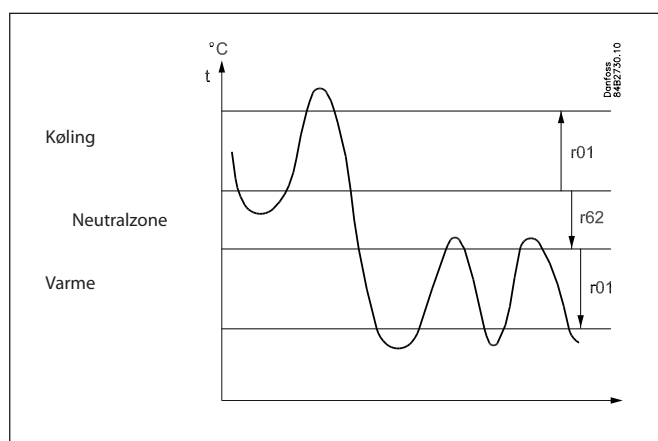 °C
t
Danfoss
84B2730.10
Køling
r01
Neutralzone
r62
Varme
r01